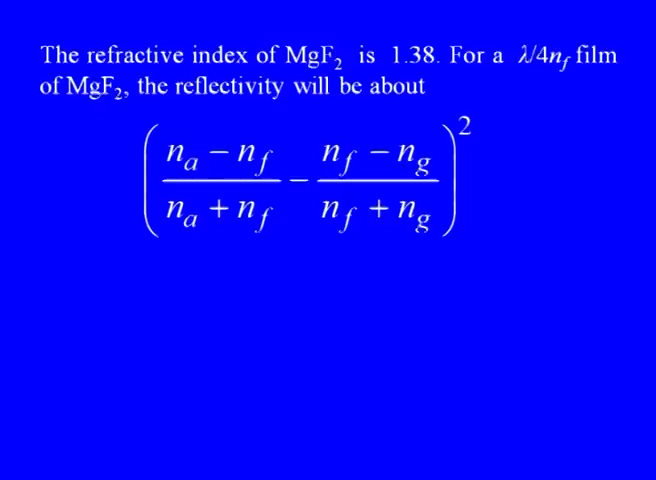 The refractive index of MgF₂ is 1.38. For a λ/4n_f film
of MgF₂, the reflectivity will be about
( (n_a − n_f)/(n_a + n_f) − (n_f − n_g)/(n_f + n_g) )²